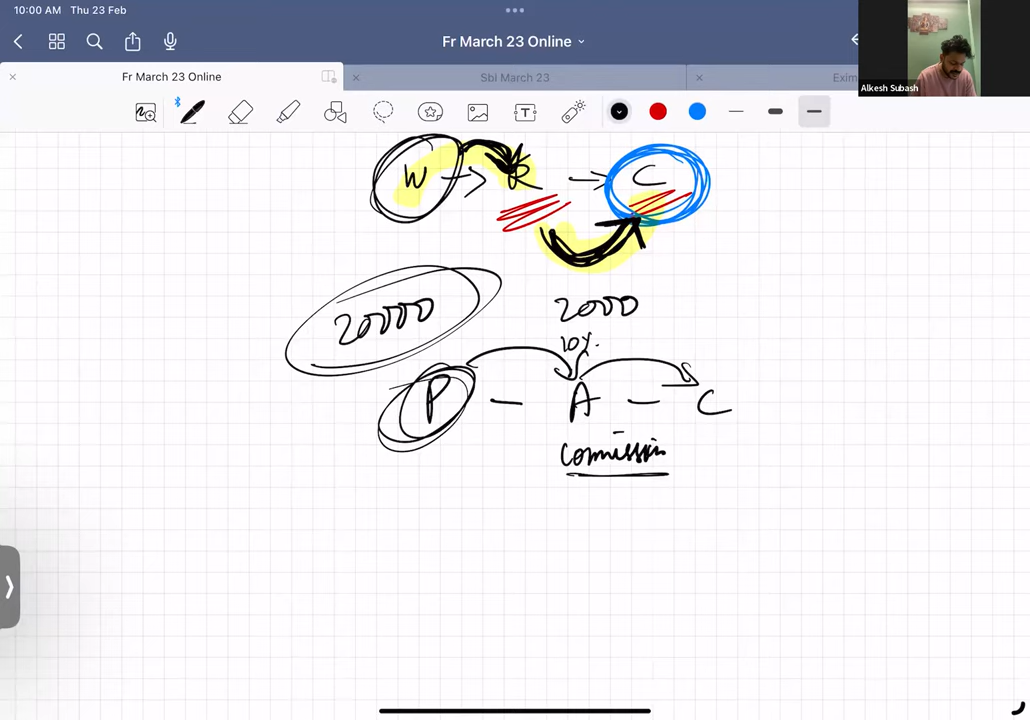 10:00 AM Thu 23 Feb
Fr March 23 Online
Alkesh Subash
Fr March 23 Online
Sbi March 23
Exim
W → R → C
20000 2000
10%.
P - A - C
Commission